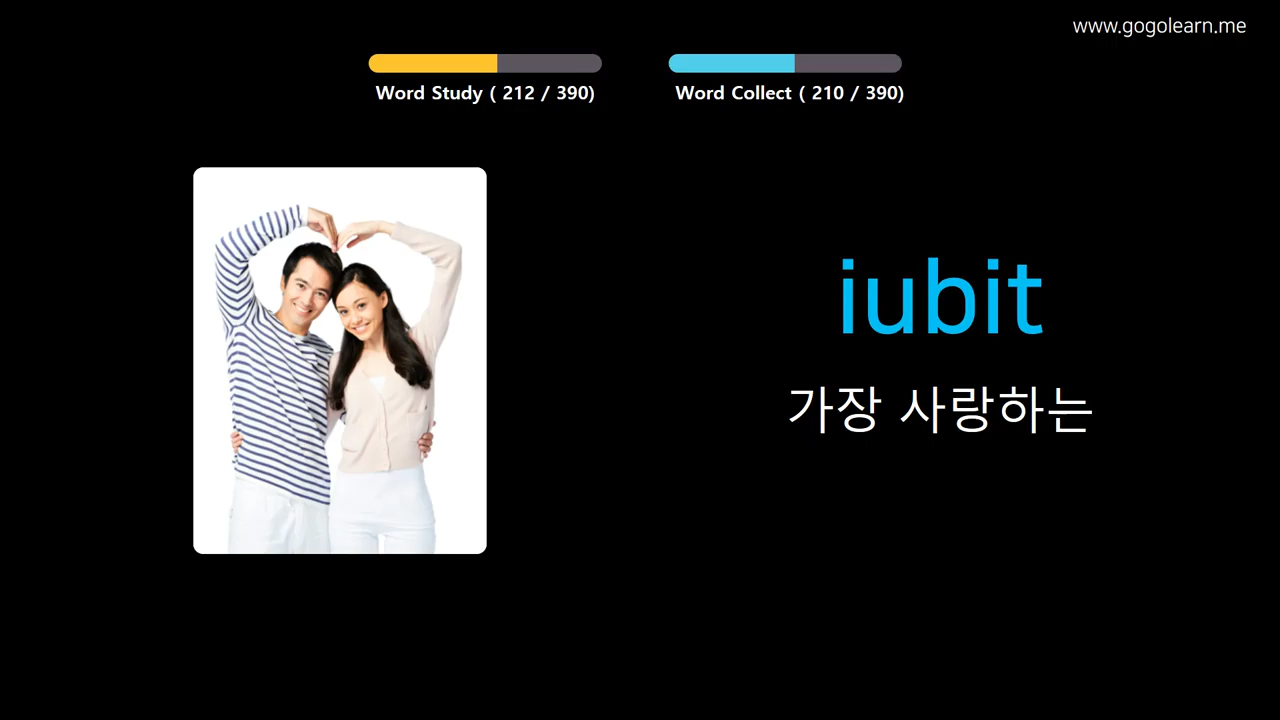 www.gogolearn.me
Word Study ( 212 / 390)
Word Collect ( 210 / 390)
iubit
가장 사랑하는